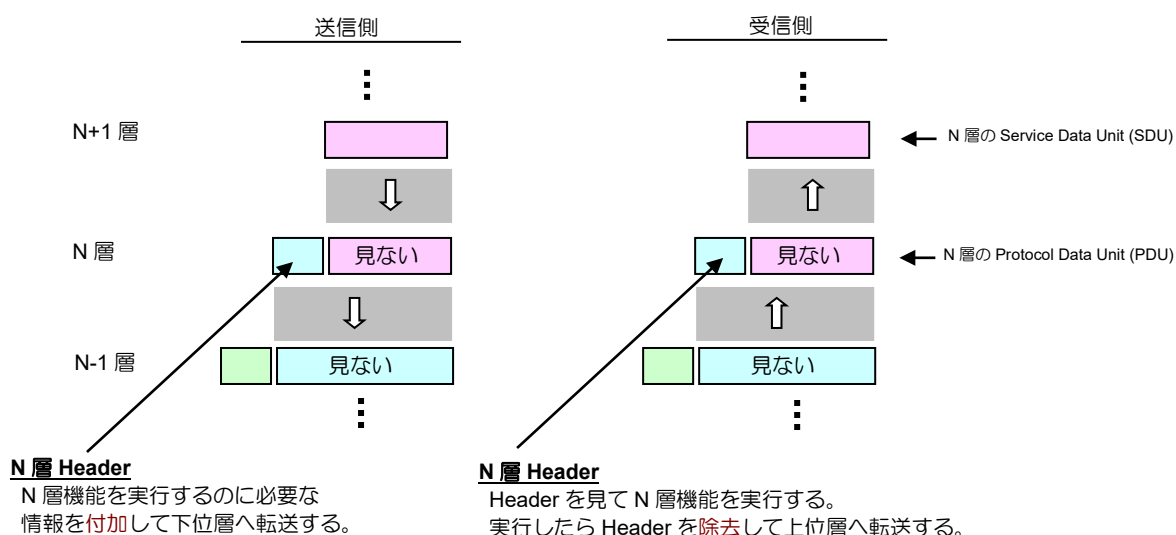 送信側
受信側
N+1 層
N 層の Service Data Unit (SDU)
N 層
見ない
見ない
N 層の Protocol Data Unit (PDU)
N-1 層
見ない
見ない
N 層 Header
N 層機能を実行するのに必要な
情報を付加して下位層へ転送する。
N 層 Header
Header を見て N 層機能を実行する。
実行したら Header を除去して上位層へ転送する。